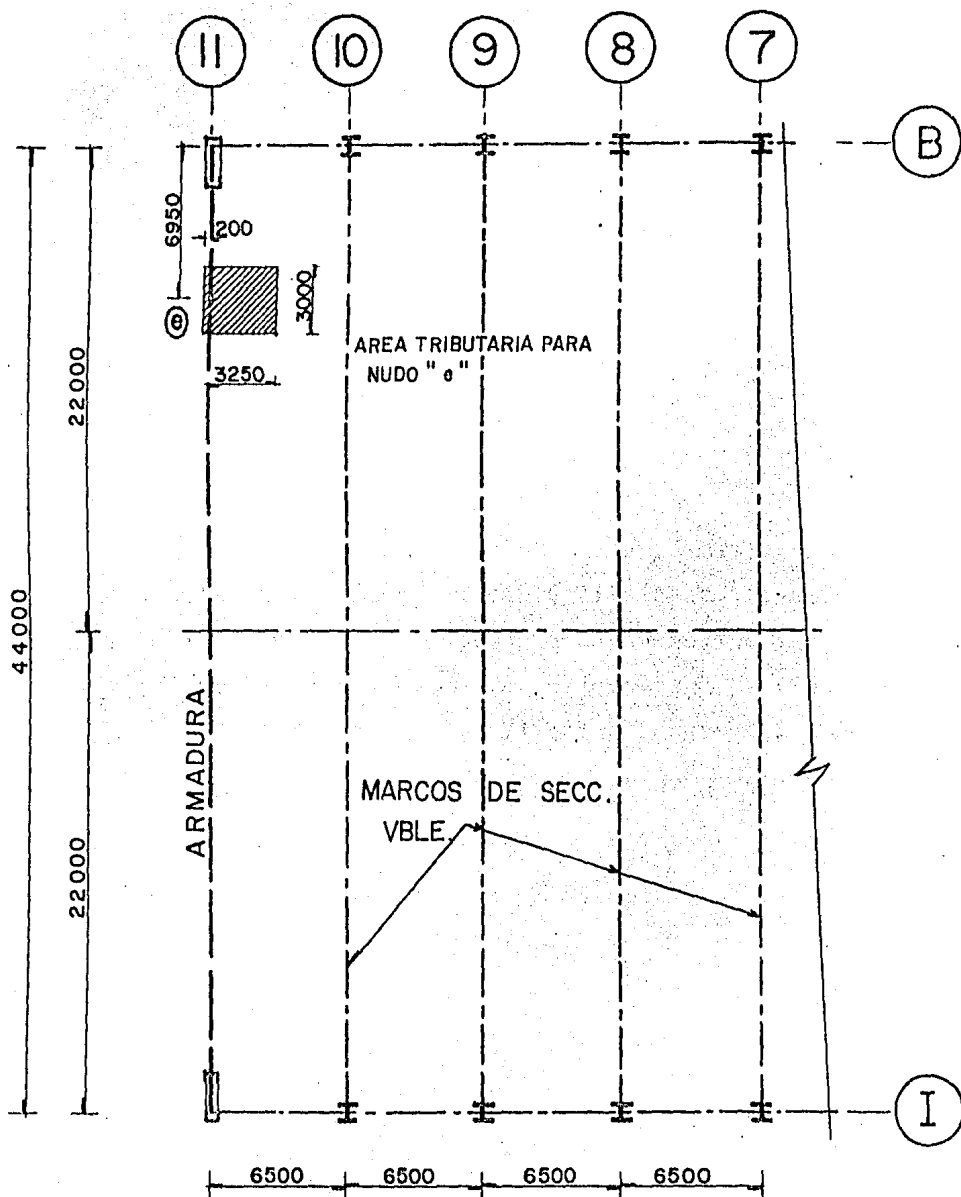 11 10 9 8 7
B
6950
200
3000
e
AREA TRIBUTARIA PARA
NUDO "e"
3250
22000
44000
ARMADURA
MARCOS DE SECC.
VBLE.
22000
I
6500 6500 6500 6500